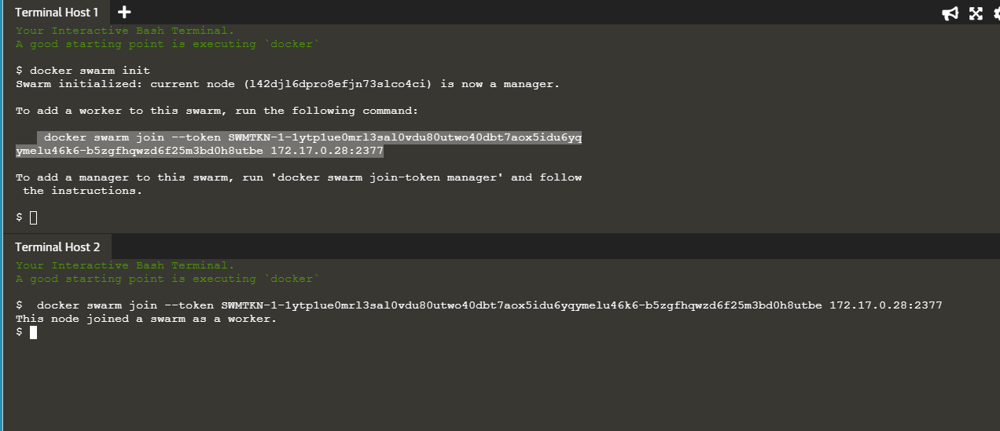 Terminal Host 1
Your Interactive Bash Terminal.
A good starting point is executing `docker`
$ docker swarm init
Swarm initialized: current node (l42djl6dpro8efjn73slco4ci) is now a manager.
To add a worker to this swarm, run the following command:
docker swarm join --token SWMTKN-1-1ytp1ue0mrl3sal0vdu80utwo40dbt7aox5idu6yq
ymelu46k6-b5zgfhqwzd6f25m3bd0h8utbe 172.17.0.28:2377
To add a manager to this swarm, run 'docker swarm join-token manager' and follow
the instructions.
$
Terminal Host 2
Your Interactive Bash Terminal.
A good starting point is executing `docker`
$ docker swarm join --token SWMTKN-1-1ytp1ue0mrl3sal0vdu80utwo40dbt7aox5idu6yqymelu46k6-b5zgfhqwzd6f25m3bd0h8utbe 172.17.0.28:2377
This node joined a swarm as a worker.
$